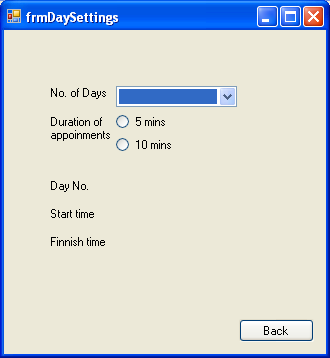 frmDaySettings
No. of Days
Duration of
appoinments
5 mins
10 mins
Day No.
Start time
Finnish time
Back